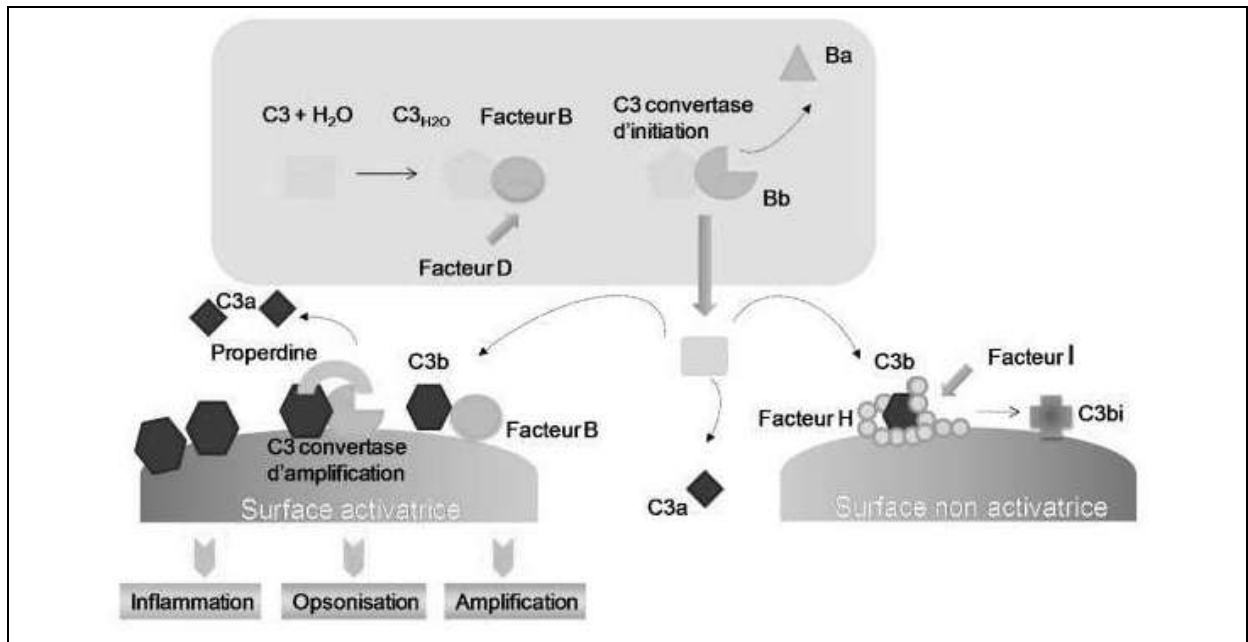 Ba
C3 + H₂O
C3H2O
Facteur B
C3 convertase
d'initiation
Bb
Facteur D
C3a
Properdine
C3b
Facteur B
C3 convertase
d'amplification
Surface activatrice
C3a
C3b
Facteur I
Facteur H
C3bi
Surface non activatrice
Inflammation
Opsonisation
Amplification